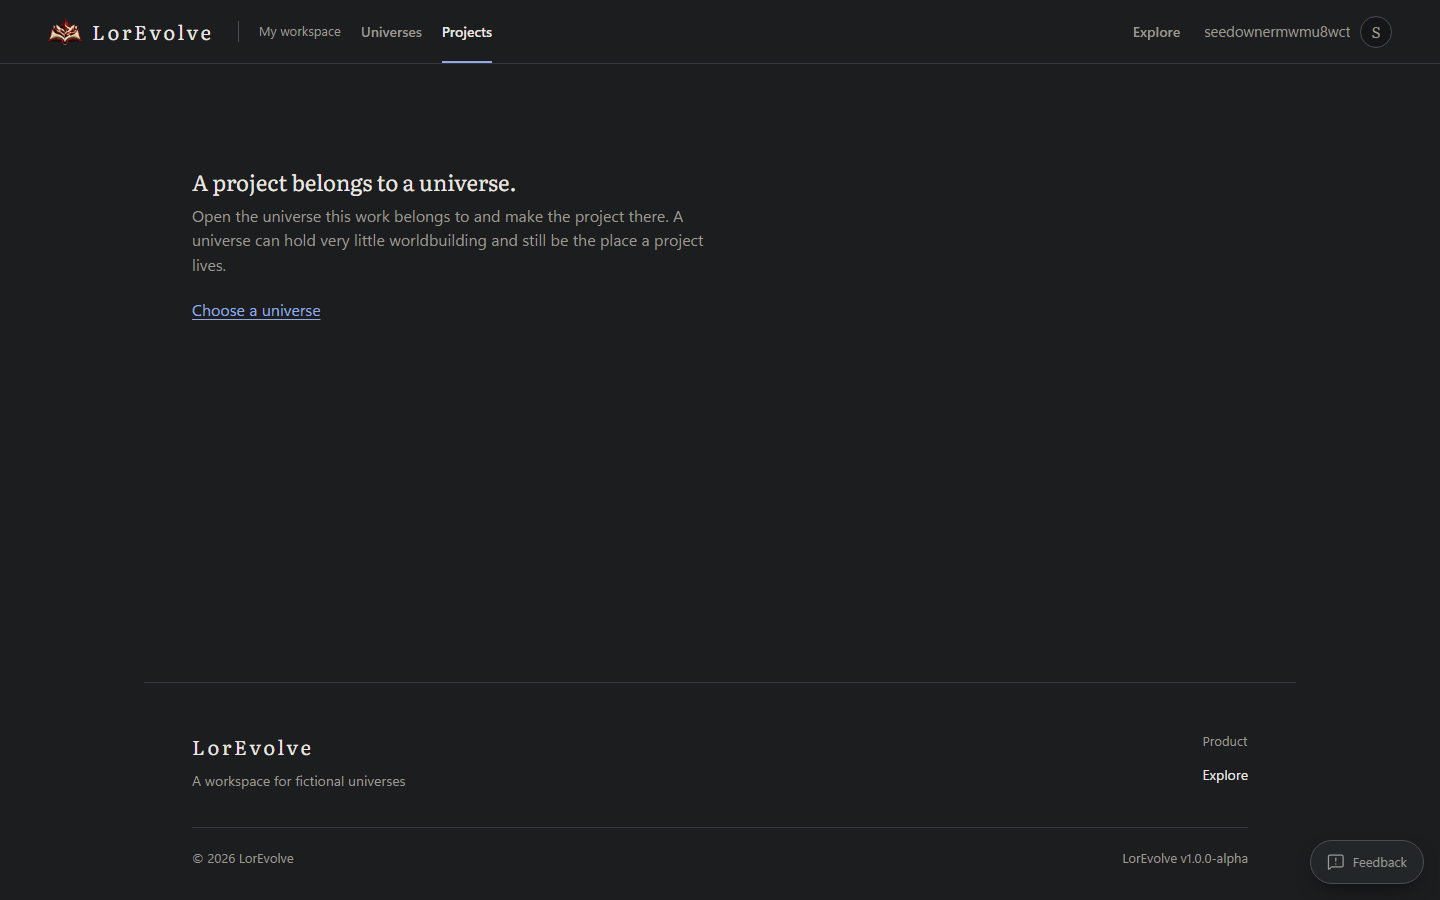 LorEvolve
My workspace
Universes
Projects
Explore
seedownermwmu8wct
S
A project belongs to a universe.
Open the universe this work belongs to and make the project there. A
universe can hold very little worldbuilding and still be the place a project
lives.
Choose a universe
LorEvolve
A workspace for fictional universes
Product
Explore
© 2026 LorEvolve
LorEvolve v1.0.0-alpha
Feedback